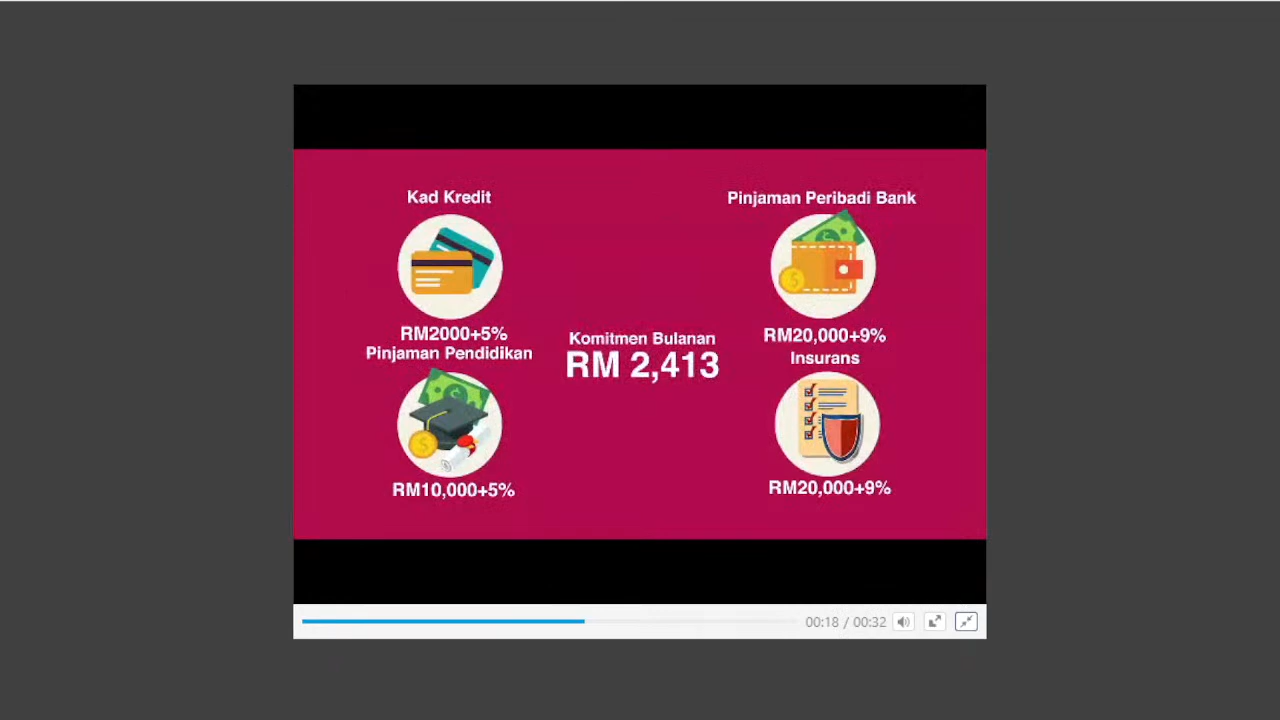 Kad Kredit
RM2000+5%
Pinjaman Pendidikan
RM10,000+5%
Komitmen Bulanan
RM 2,413
Pinjaman Peribadi Bank
RM20,000+9%
Insurans
RM20,000+9%
00:18 / 00:32